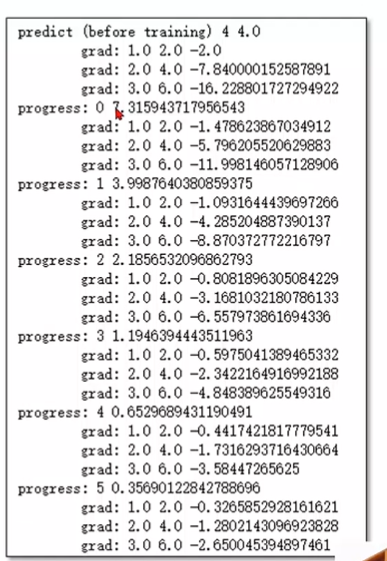 predict (before training) 4 4.0
grad: 1.0 2.0 -2.0
grad: 2.0 4.0 -7.840000152587891
grad: 3.0 6.0 -16.228801727294922
progress: 0 7.315943717956543
grad: 1.0 2.0 -1.478623867034912
grad: 2.0 4.0 -5.796205520629883
grad: 3.0 6.0 -11.998146057128906
progress: 1 3.9987640380859375
grad: 1.0 2.0 -1.0931644439697266
grad: 2.0 4.0 -4.285204887390137
grad: 3.0 6.0 -8.870372772216797
progress: 2 2.1856532096862793
grad: 1.0 2.0 -0.8081896305084229
grad: 2.0 4.0 -3.1681032180786133
grad: 3.0 6.0 -6.557973861694336
progress: 3 1.1946394443511963
grad: 1.0 2.0 -0.5975041389465332
grad: 2.0 4.0 -2.3422164916992188
grad: 3.0 6.0 -4.848389625549316
progress: 4 0.6529689431190491
grad: 1.0 2.0 -0.4417421817779541
grad: 2.0 4.0 -1.7316293716430664
grad: 3.0 6.0 -3.58447265625
progress: 5 0.35690122842788696
grad: 1.0 2.0 -0.3265852928161621
grad: 2.0 4.0 -1.2802143096923828
grad: 3.0 6.0 -2.650045394897461